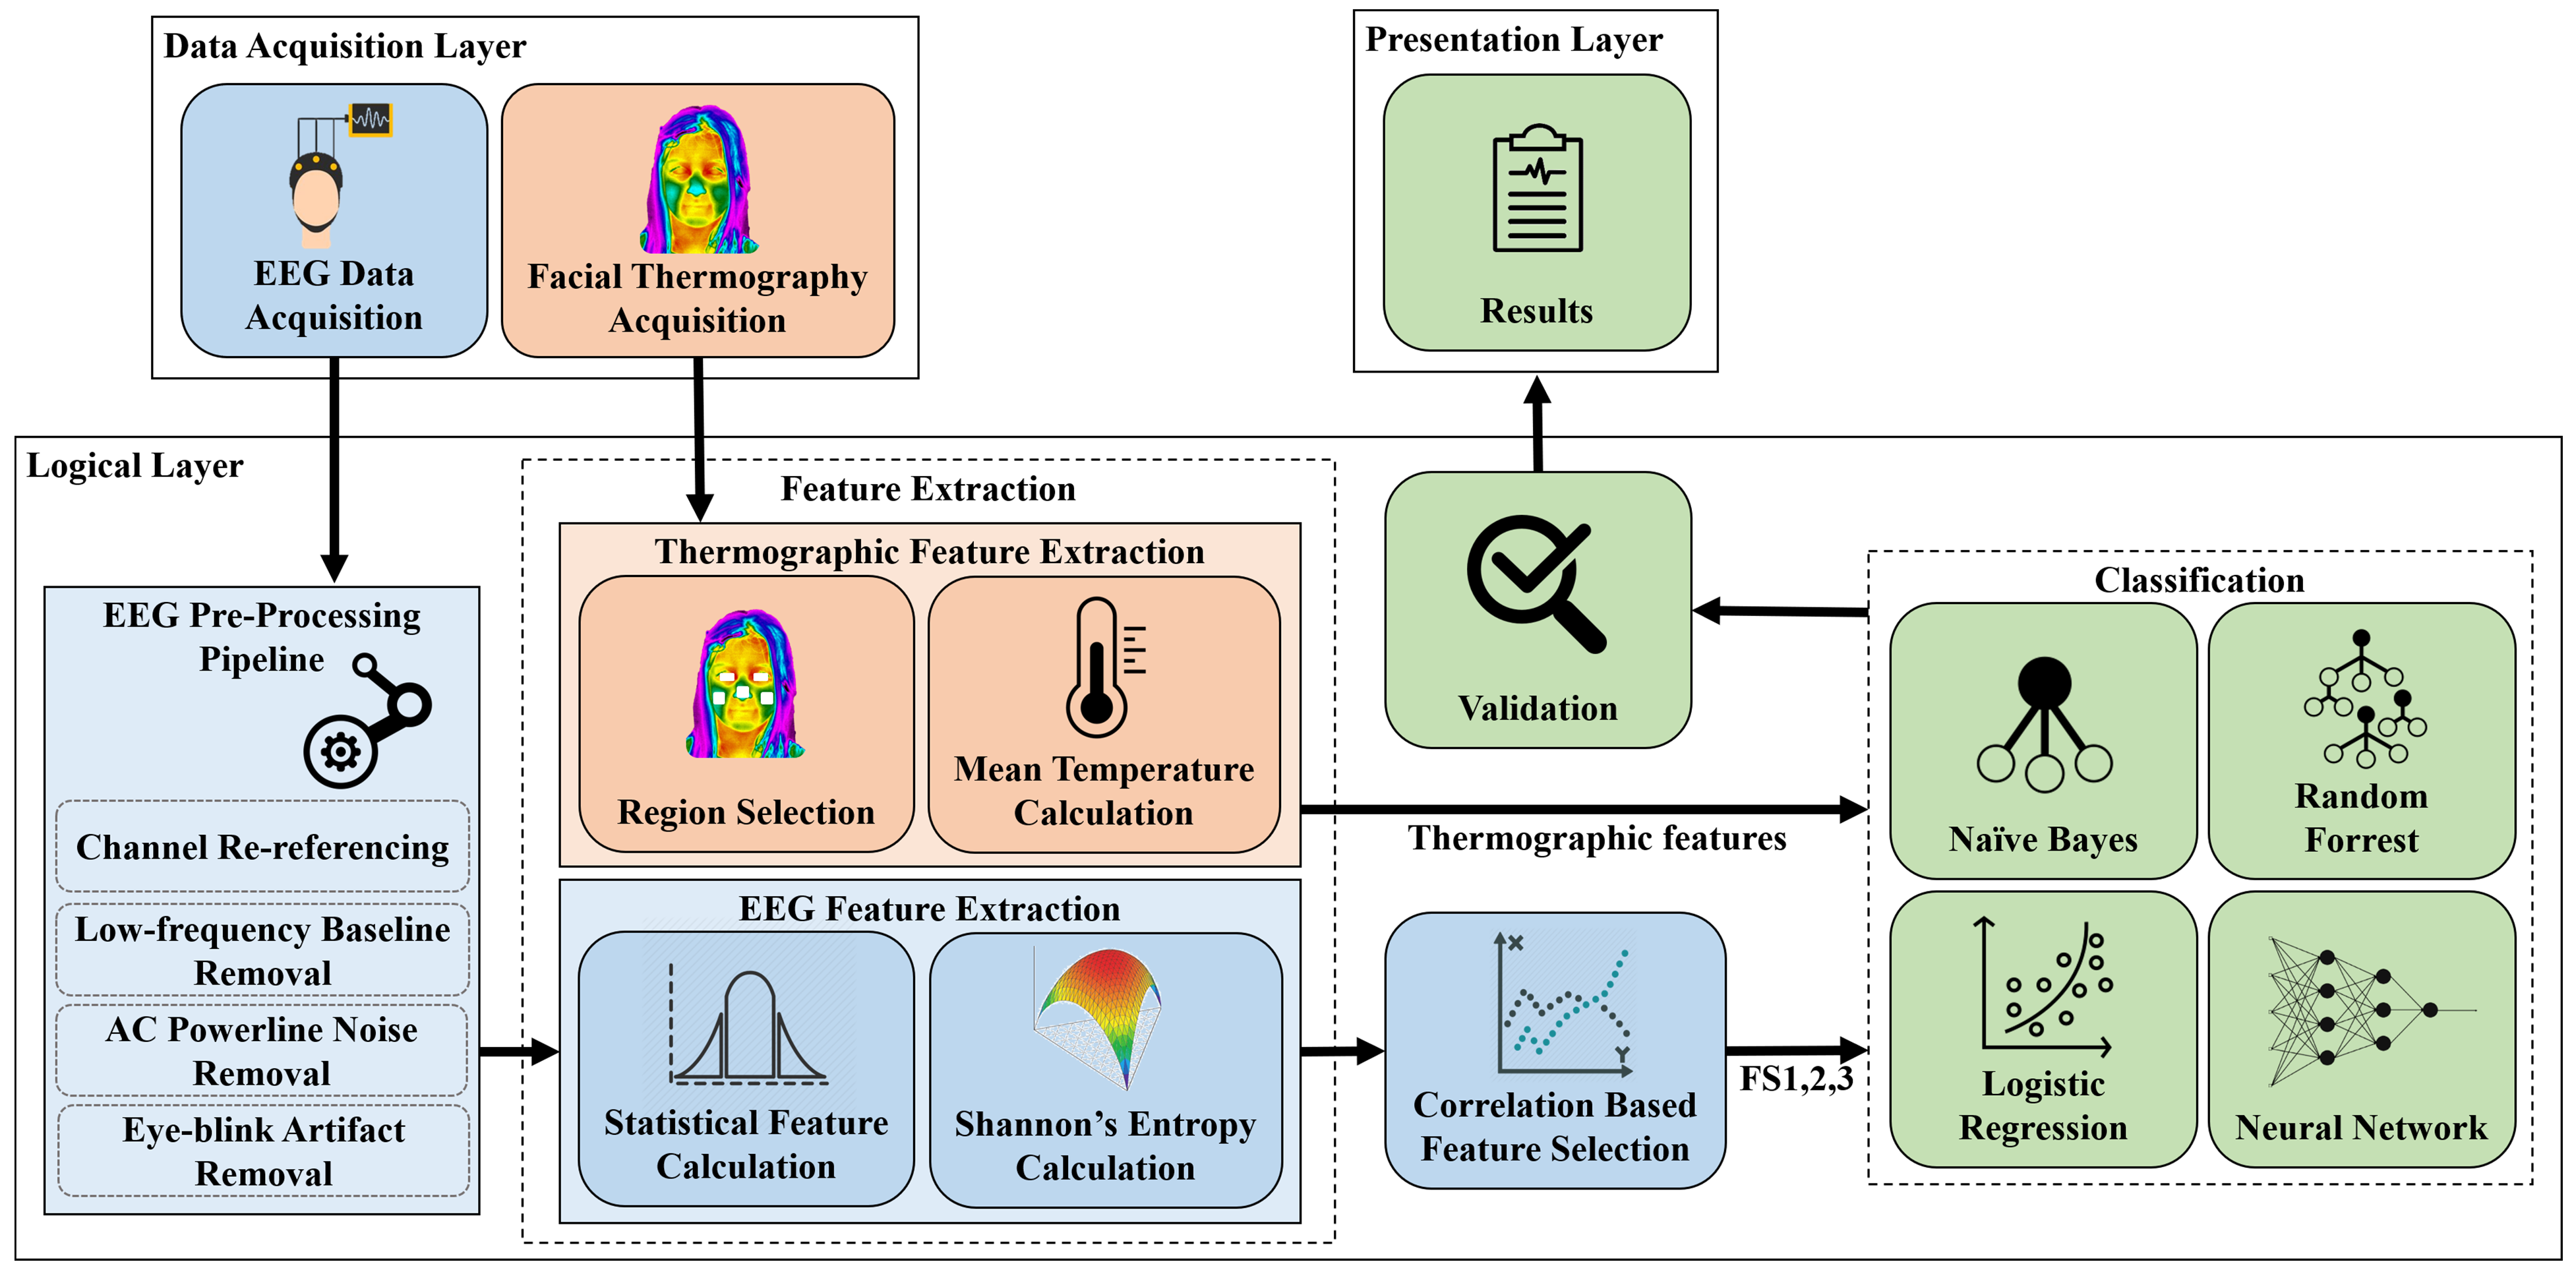 Data Acquisition Layer
EEG Data
Acquisition
Facial Thermography
Acquisition
Presentation Layer
Results
Logical Layer
EEG Pre-Processing
Pipeline
Channel Re-referencing
Low-frequency Baseline
Removal
AC Powerline Noise
Removal
Eye-blink Artifact
Removal
Feature Extraction
Thermographic Feature Extraction
Region Selection
Mean Temperature
Calculation
EEG Feature Extraction
Statistical Feature
Calculation
Shannon’s Entropy
Calculation
Validation
Thermographic features
X
Y
Correlation Based
Feature Selection
FS1,2,3
Classification
Naïve Bayes
Random
Forrest
Logistic
Regression
Neural Network